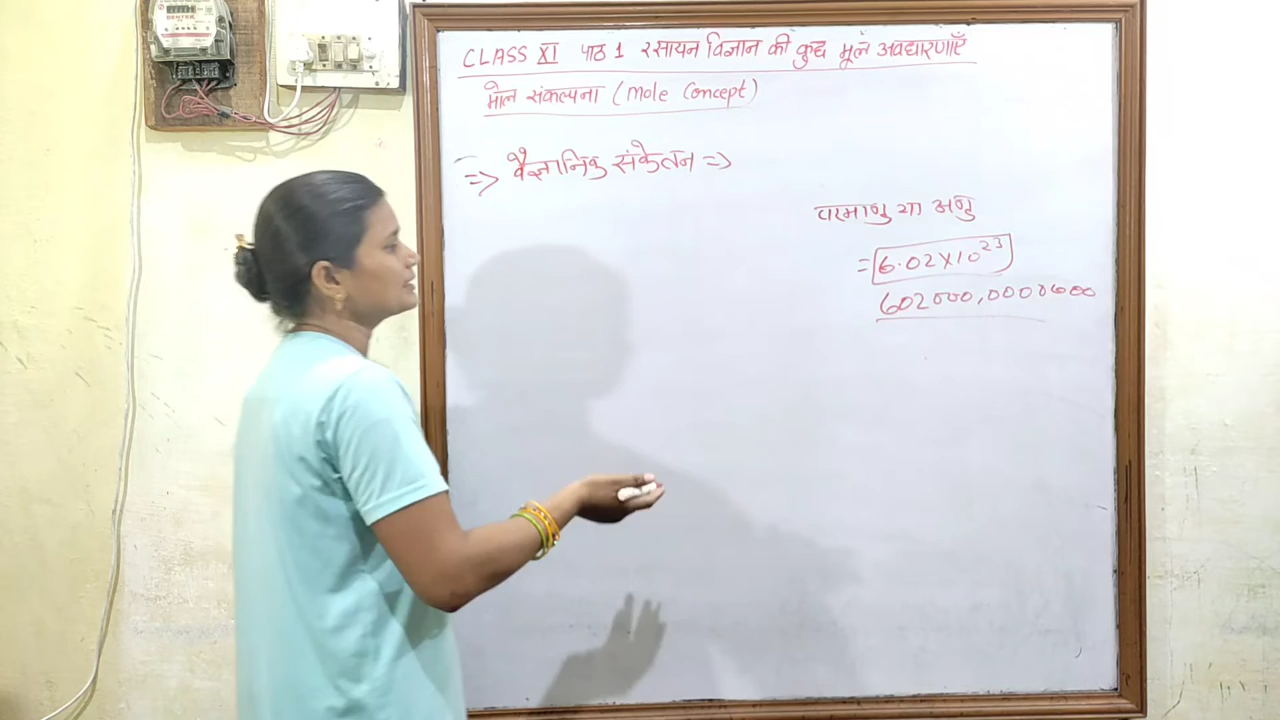 CLASS XI पाठ 1 रसायन विज्ञान की कुछ मूल अवधारणाएँ
मोल संकल्पना (Mole Concept)
=> वैज्ञानिक संकेतन =>
परमाणु या अणु
= 6.02X10²³
602000,0000000